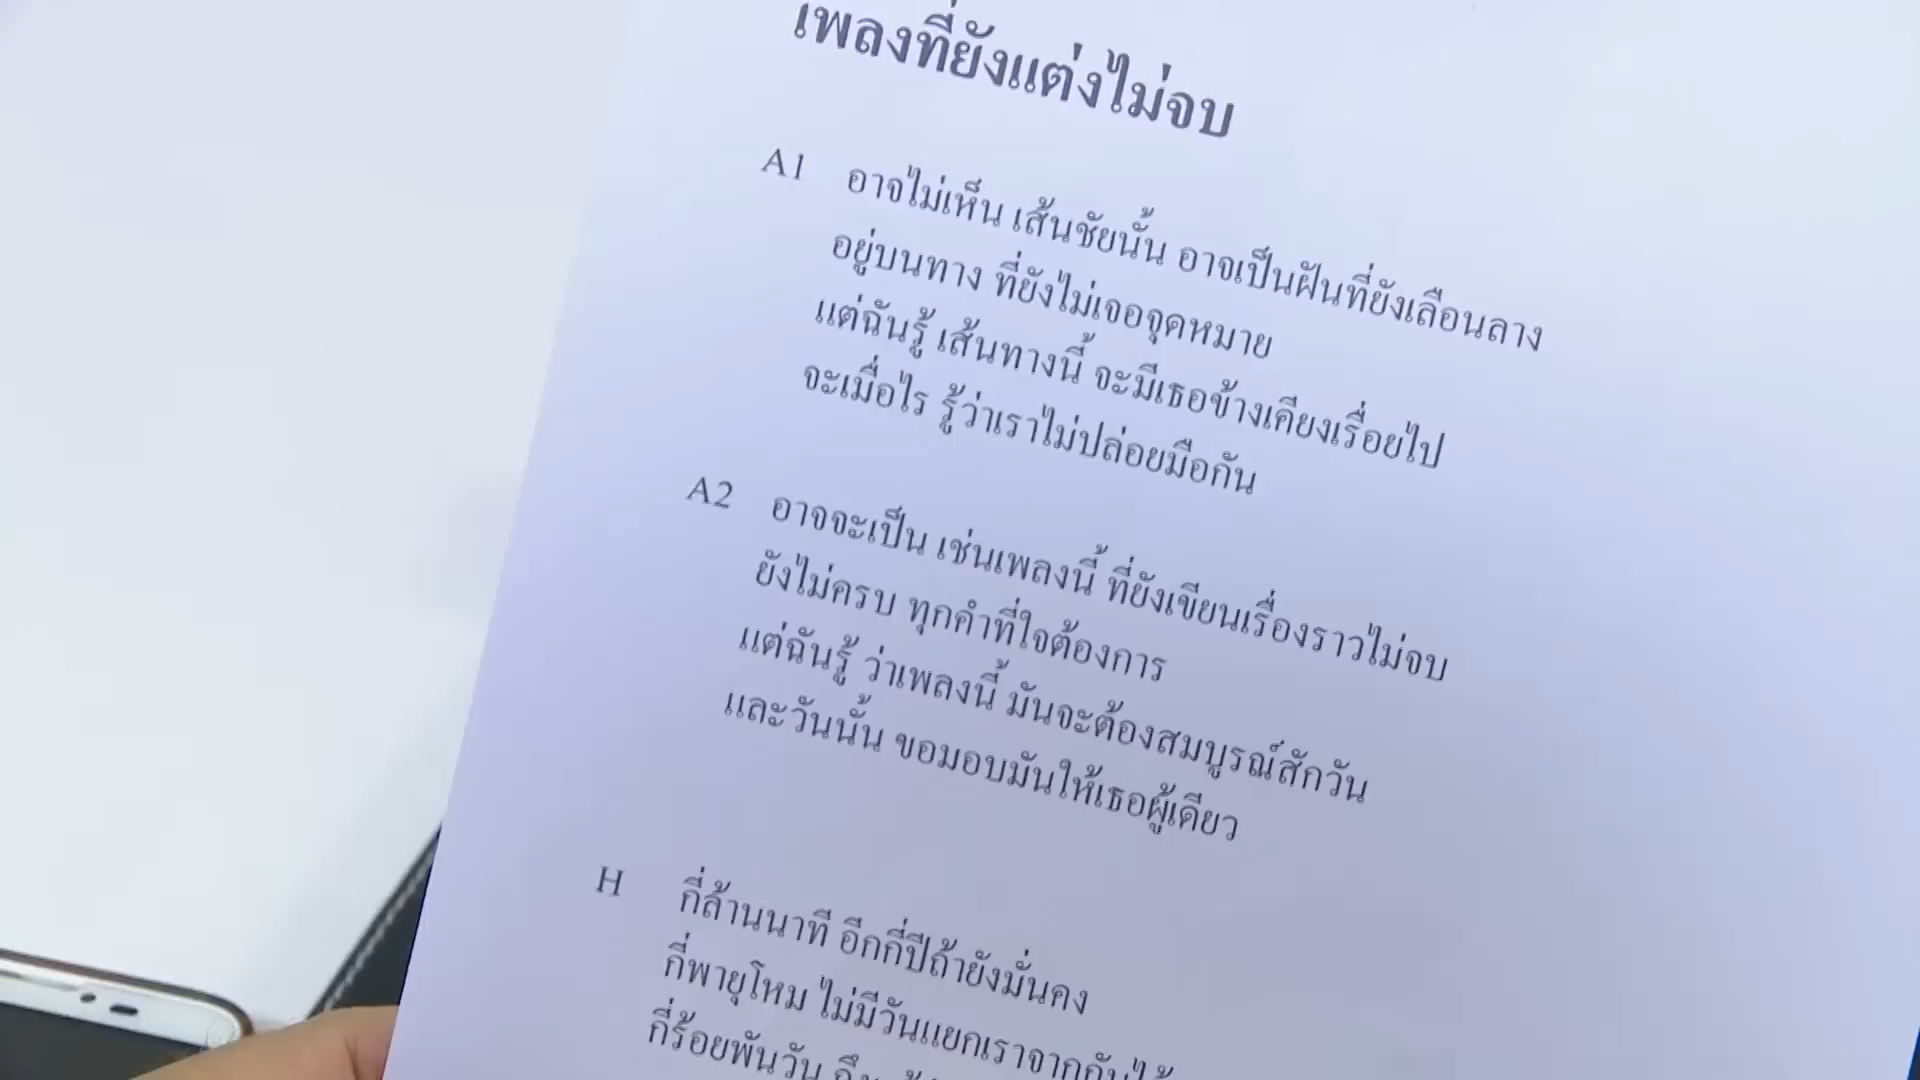 เพลงที่ยังแต่งไม่จบ
A1 อาจไม่เห็น เส้นชัยนั้น อาจเป็นฝันที่ยังเลือนลาง
อยู่บนทาง ที่ยังไม่เจอจุดหมาย
แต่ฉันรู้ เส้นทางนี้ จะมีเธอข้างเคียงเรื่อยไป
จะเมื่อไร รู้ว่าเราไม่ปล่อยมือกัน
A2 อาจจะเป็น เช่นเพลงนี้ ที่ยังเขียนเรื่องราวไม่จบ
ยังไม่ครบ ทุกคำที่ใจต้องการ
แต่ฉันรู้ ว่าเพลงนี้ มันจะต้องสมบูรณ์สักวัน
และวันนั้น ขอมอบมันให้เธอผู้เดียว
H กี่ล้านนาที อีกกี่ปีถ้ายังมั่นคง
กี่พายุโหม ไม่มีวันแยกเราจากกันได้
กี่ร้อยพันวัน